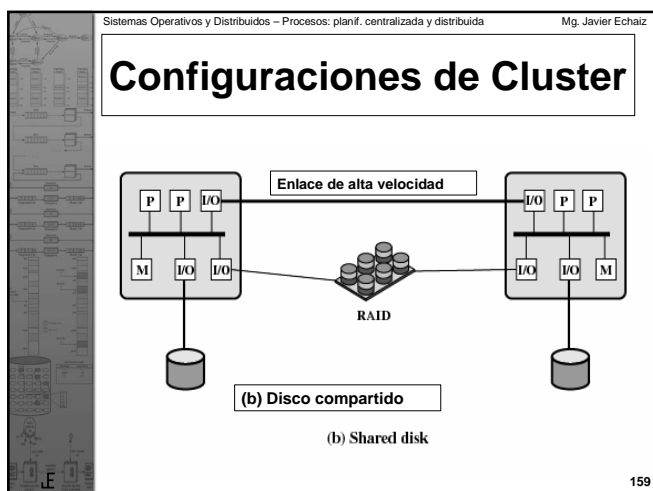 Sistemas Operativos y Distribuidos – Procesos: planif. centralizada y distribuida Mg. Javier Echaiz
Configuraciones de Cluster
Enlace de alta velocidad
P P I/O I/O P P
M I/O I/O I/O I/O M
RAID
(b) Disco compartido
(b) Shared disk
JE
159